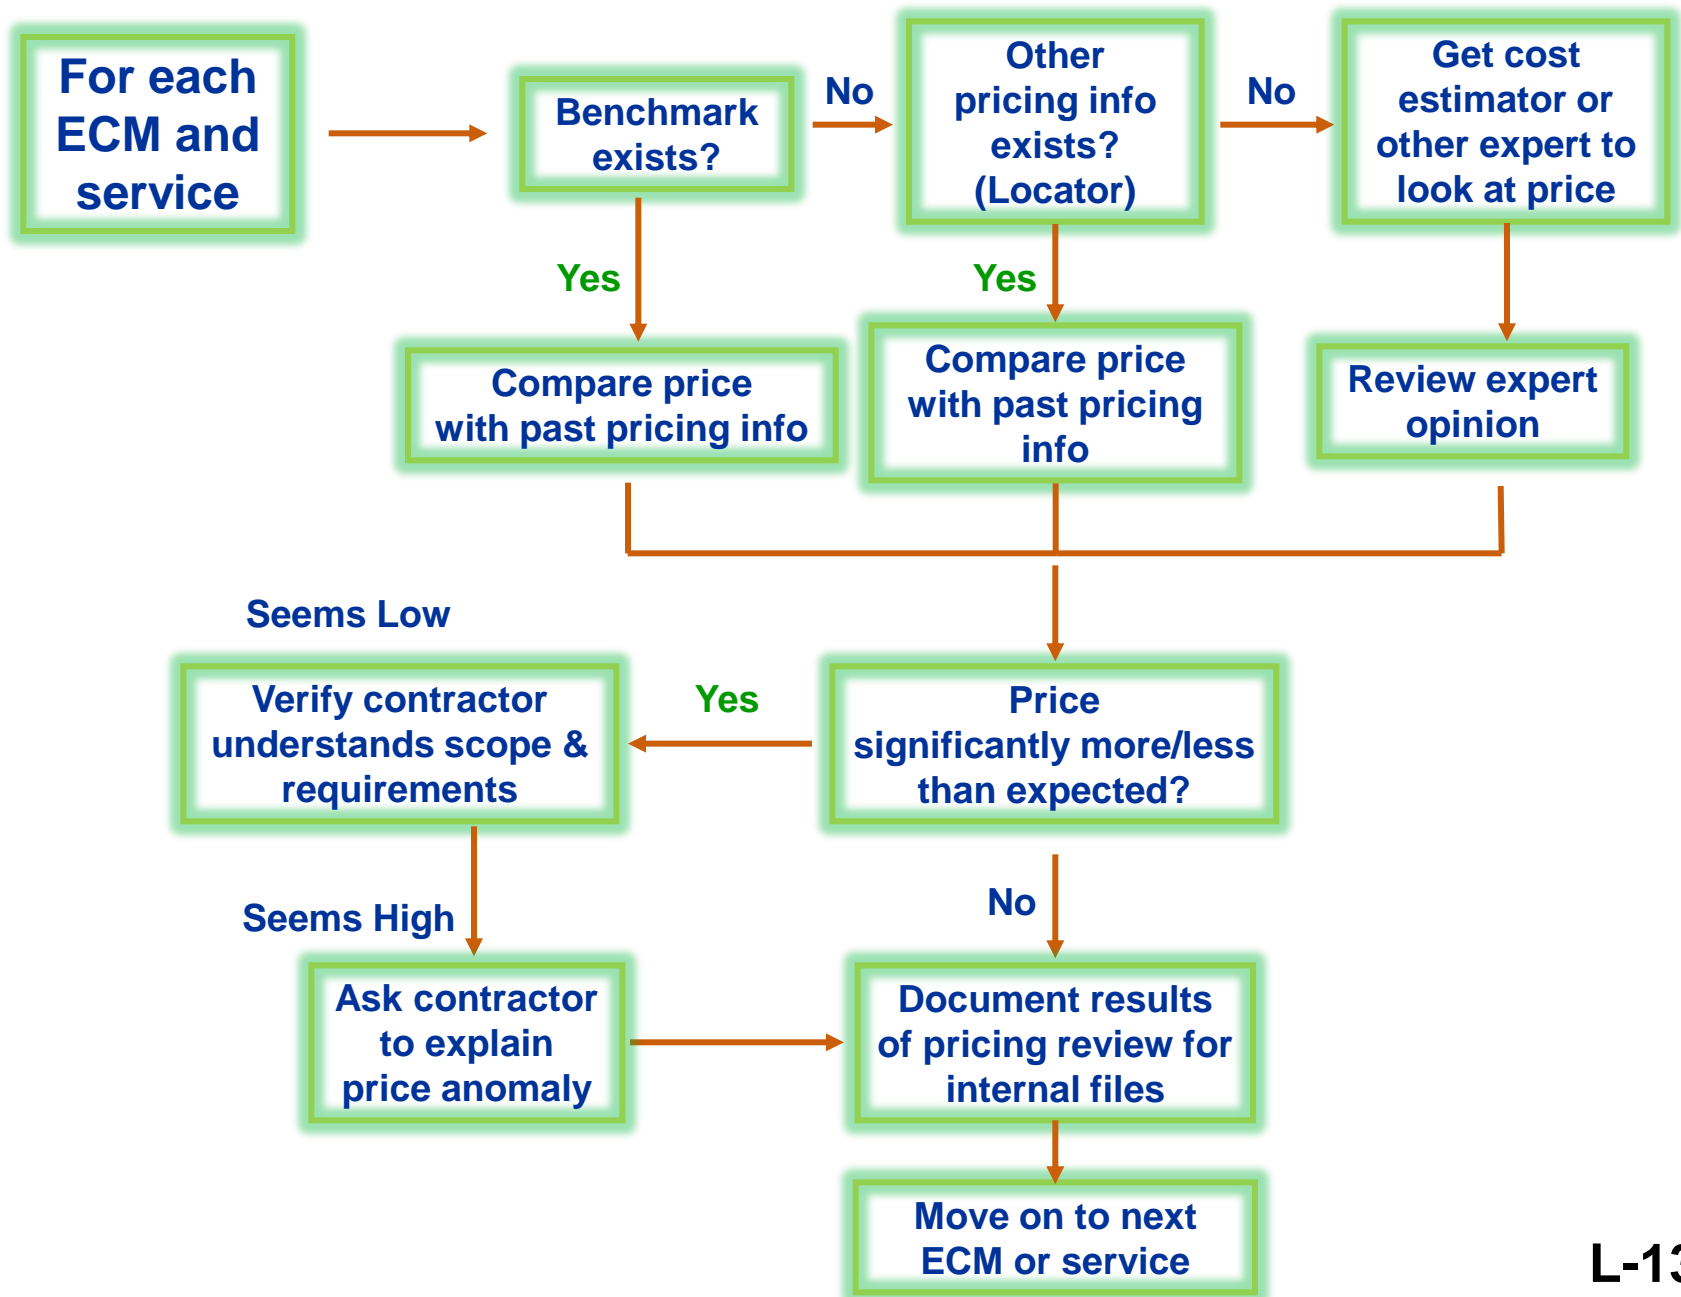 For each
ECM and
service
Benchmark
exists?
No
Other
pricing info
exists?
(Locator)
No
Get cost
estimator or
other expert to
look at price
Yes
Yes
Compare price
with past pricing info
Compare price
with past pricing
info
Review expert
opinion
Seems Low
Verify contractor
understands scope &
requirements
Yes
Price
significantly more/less
than expected?
Seems High
No
Ask contractor
to explain
price anomaly
Document results
of pricing review for
internal files
Move on to next
ECM or service
L-13